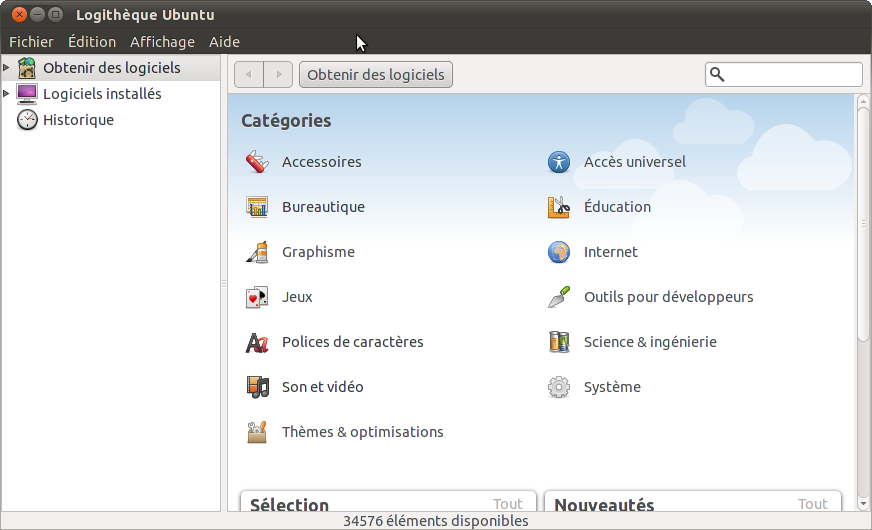 Logithèque Ubuntu
Fichier Édition Affichage Aide
Obtenir des logiciels
Logiciels installés
Historique
Obtenir des logiciels
Catégories
Accessoires
Accès universel
Bureautique
Éducation
Graphisme
Internet
Jeux
Outils pour développeurs
Polices de caractères
Science & ingénierie
Son et vidéo
Système
Thèmes & optimisations
Sélection Tout
Nouveautés Tout
34576 éléments disponibles